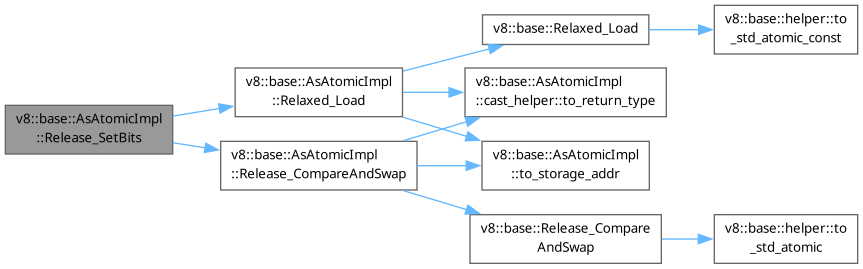 v8::base::AsAtomicImpl
::Release_SetBits
v8::base::AsAtomicImpl
::Relaxed_Load
v8::base::AsAtomicImpl
::Release_CompareAndSwap
v8::base::Relaxed_Load
v8::base::AsAtomicImpl
::cast_helper::to_return_type
v8::base::AsAtomicImpl
::to_storage_addr
v8::base::Release_Compare
AndSwap
v8::base::helper::to
_std_atomic_const
v8::base::helper::to
_std_atomic